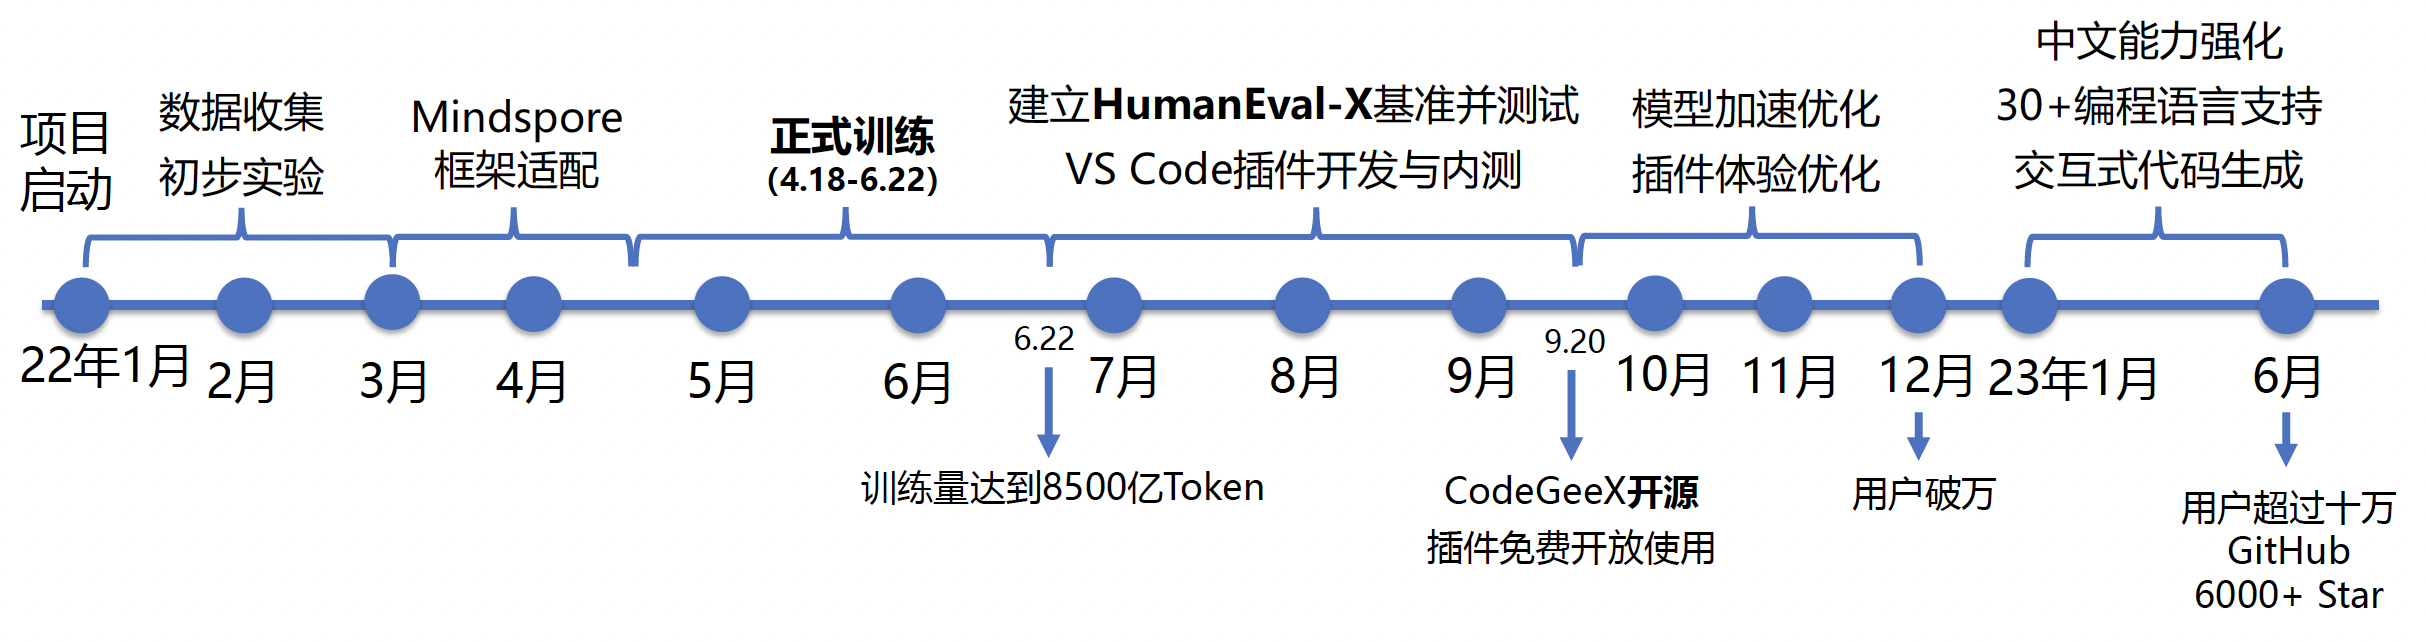 项目
启动
数据收集
初步实验
Mindspore
框架适配
正式训练
(4.18-6.22)
建立HumanEval-X基准并测试
VS Code插件开发与内测
模型加速优化
插件体验优化
中文能力强化
30+编程语言支持
交互式代码生成
22年1月
2月
3月
4月
5月
6月
6.22
7月
8月
9月
9.20
10月
11月
12月
23年1月
6月
训练量达到8500亿Token
CodeGeeX开源
插件免费开放使用
用户破万
用户超过十万
GitHub
6000+ Star